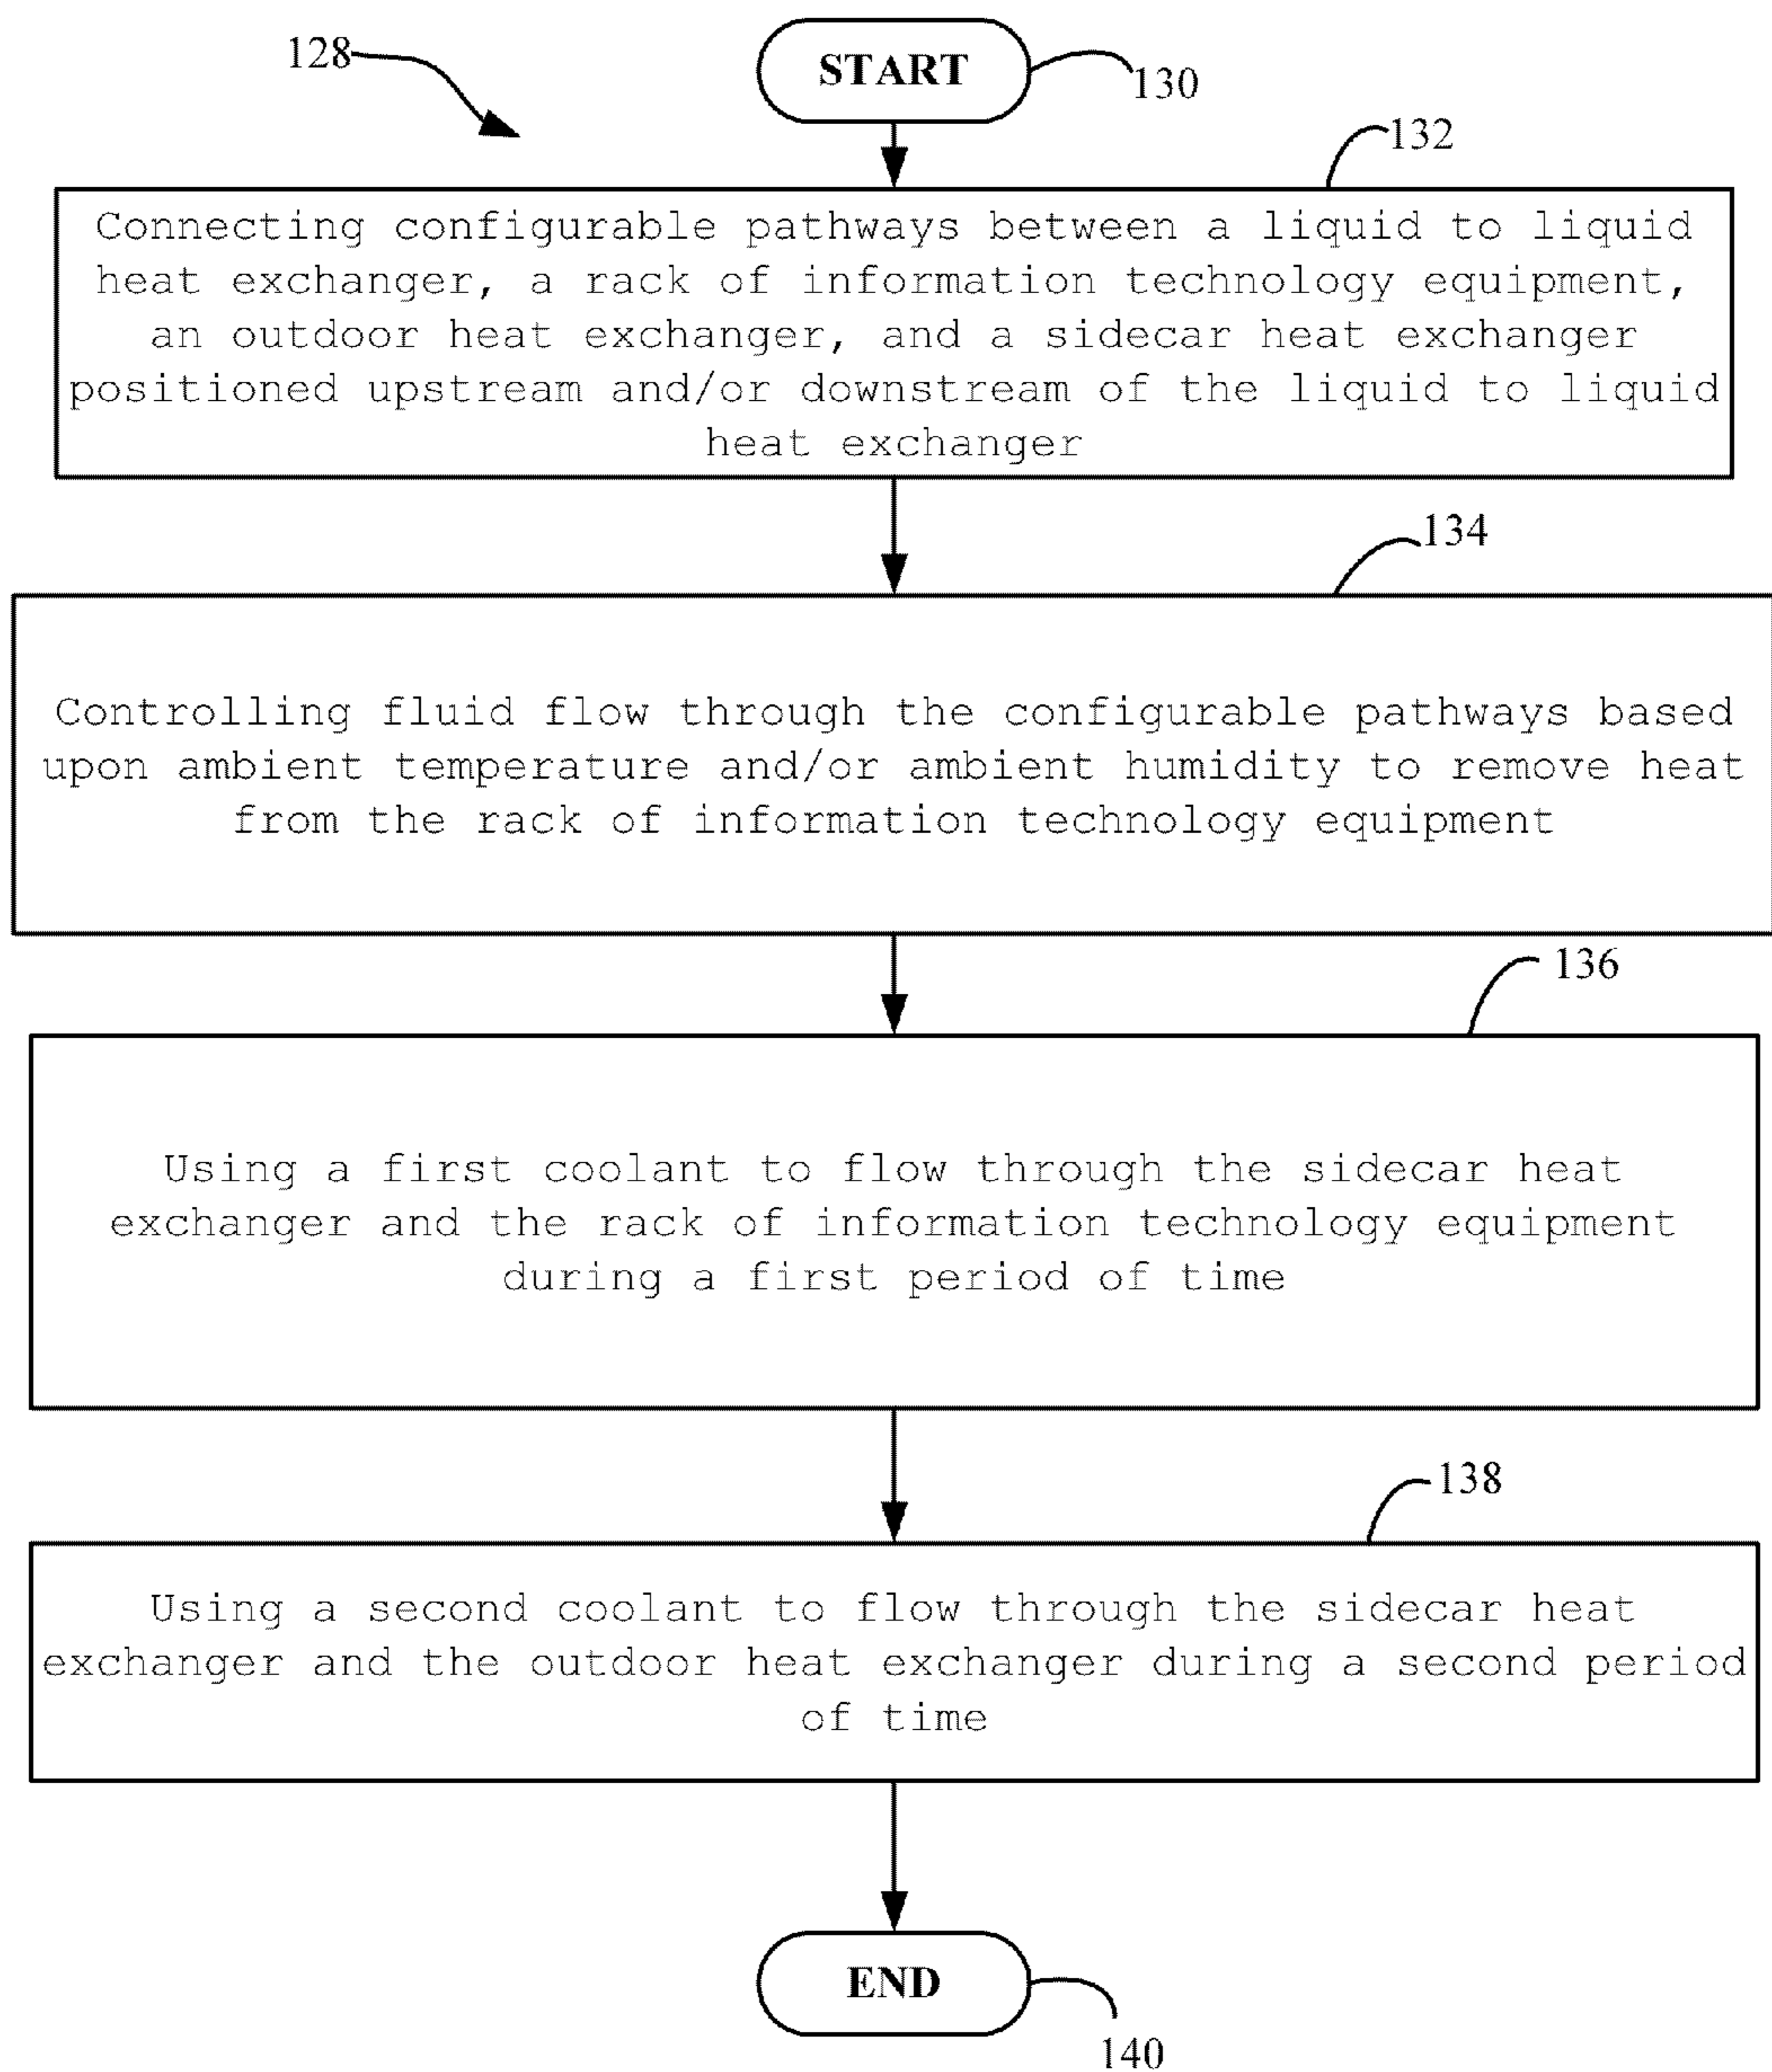 128
START
130
132
Connecting configurable pathways between a liquid to liquid
heat exchanger, a rack of information technology equipment,
an outdoor heat exchanger, and a sidecar heat exchanger
positioned upstream and/or downstream of the liquid to liquid
heat exchanger
134
Controlling fluid flow through the configurable pathways based
upon ambient temperature and/or ambient humidity to remove heat
from the rack of information technology equipment
136
Using a first coolant to flow through the sidecar heat
exchanger and the rack of information technology equipment
during a first period of time
138
Using a second coolant to flow through the sidecar heat
exchanger and the outdoor heat exchanger during a second period
of time
END
140